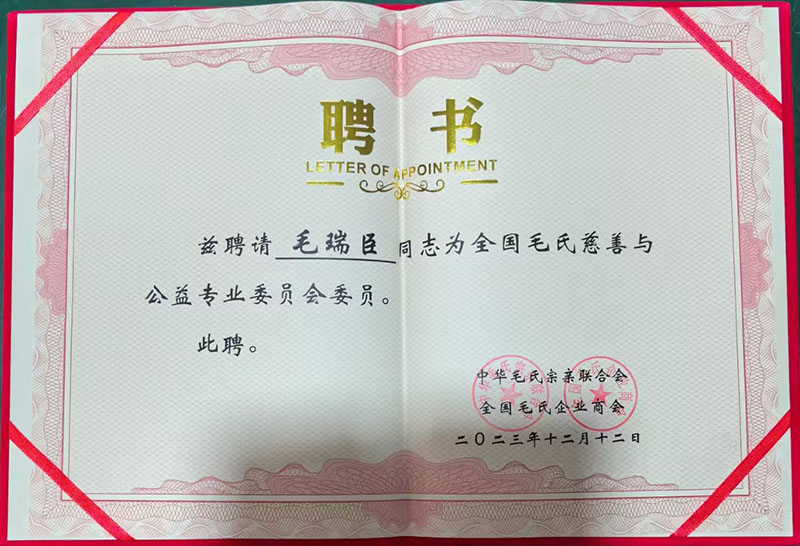 聘书
LETTER OF APPOINTMENT
兹聘请 毛瑞臣 同志为全国毛氏慈善与
公益专业委员会委员。
此聘。
中华毛氏宗亲联合会
全国毛氏企业商会
二〇二三年十二月十二日